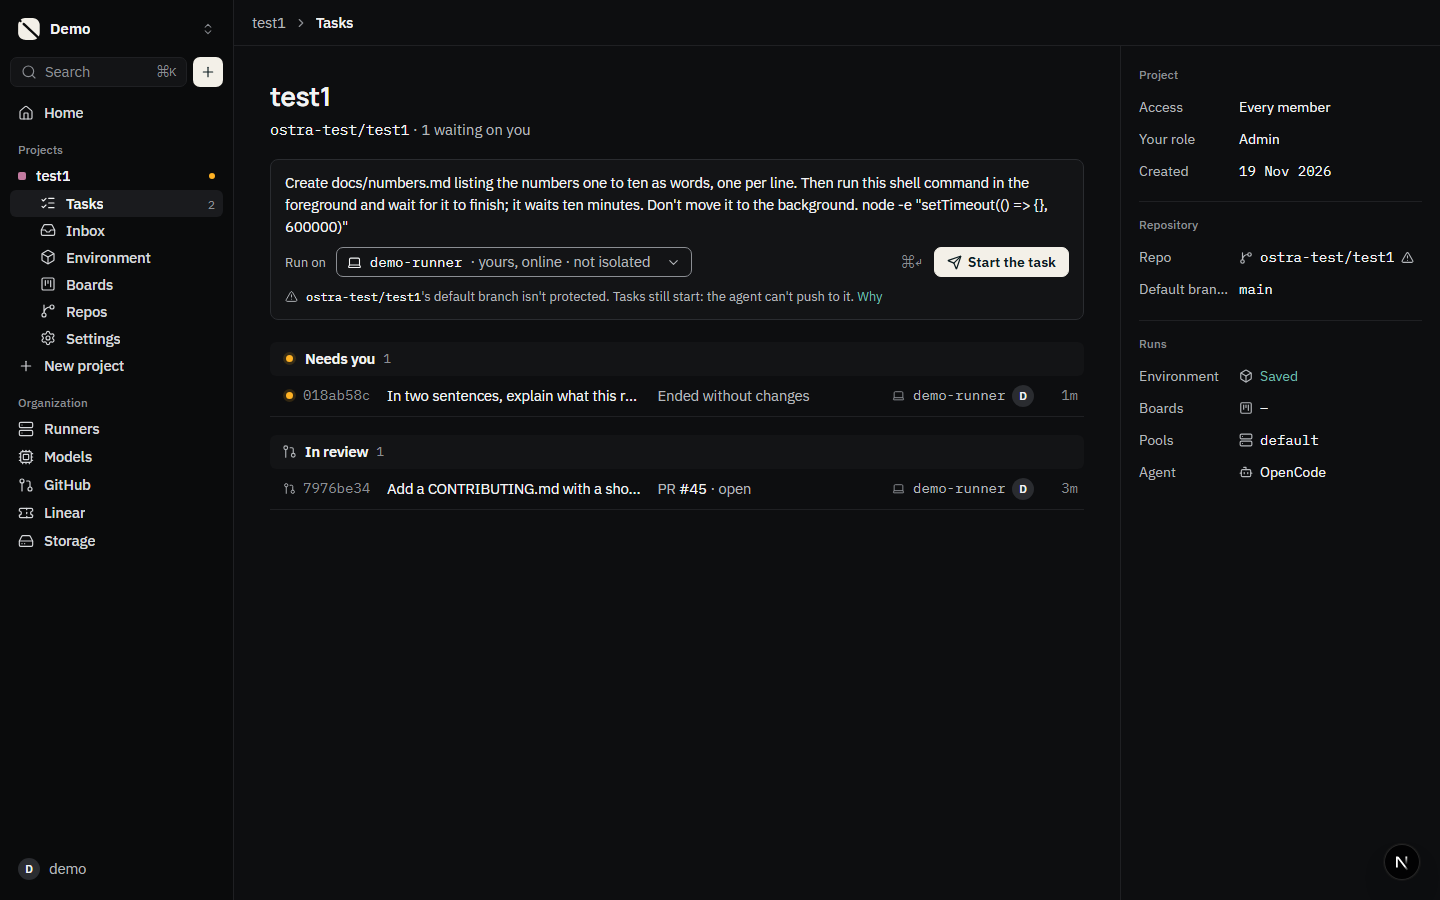 Demo
Search ⌘K
Home
Projects
test1
Tasks 2
Inbox
Environment
Boards
Repos
Settings
New project
Organization
Runners
Models
GitHub
Linear
Storage
D demo
test1 > Tasks
test1
ostra-test/test1 · 1 waiting on you
Create docs/numbers.md listing the numbers one to ten as words, one per line. Then run this shell command in the
foreground and wait for it to finish; it waits ten minutes. Don't move it to the background. node -e "setTimeout(() => {},
600000)"
Run on demo-runner · yours, online · not isolated ⌘↵ Start the task
ostra-test/test1's default branch isn't protected. Tasks still start: the agent can't push to it. Why
Needs you 1
018ab58c In two sentences, explain what this r... Ended without changes demo-runner D 1m
In review 1
7976be34 Add a CONTRIBUTING.md with a sho... PR #45 · open demo-runner D 3m
Project
Access Every member
Your role Admin
Created 19 Nov 2026
Repository
Repo ostra-test/test1
Default bran... main
Runs
Environment Saved
Boards –
Pools default
Agent OpenCode
N